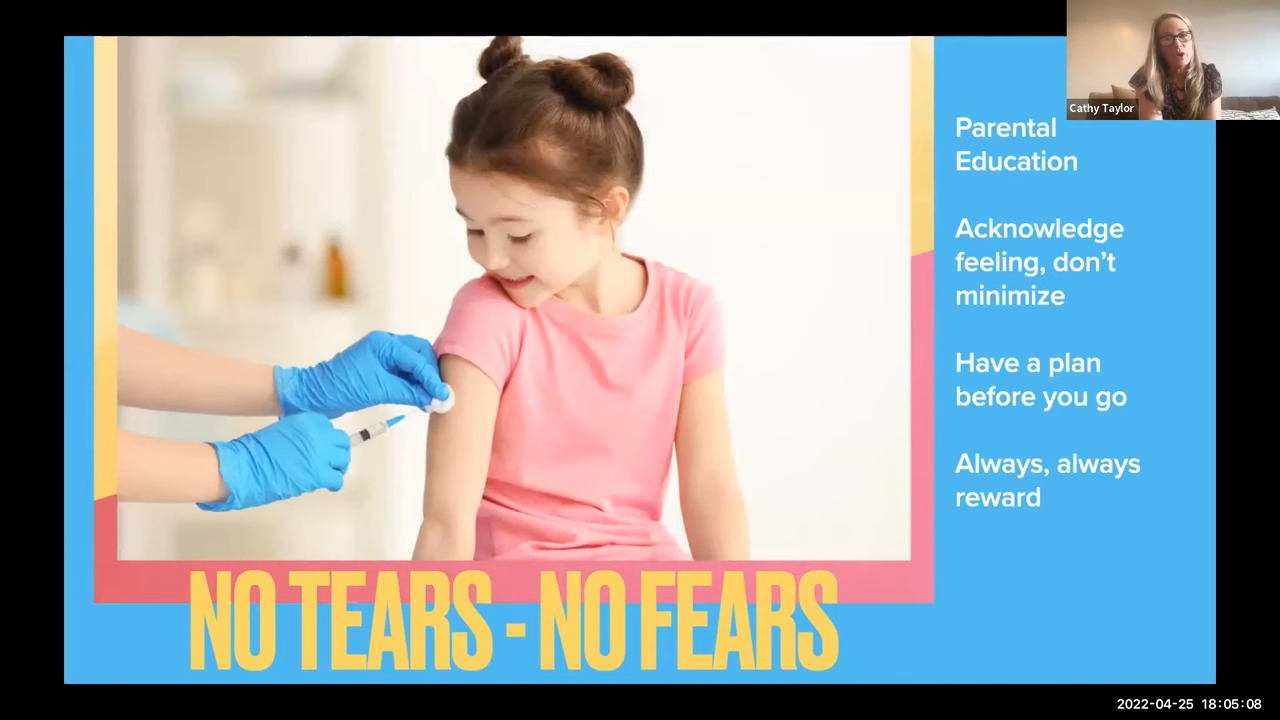 Cathy Taylor
Parental
Education
Acknowledge
feeling, don't
minimize
Have a plan
before you go
Always, always
reward
NO TEARS - NO FEARS
2022-04-25 18:05:08